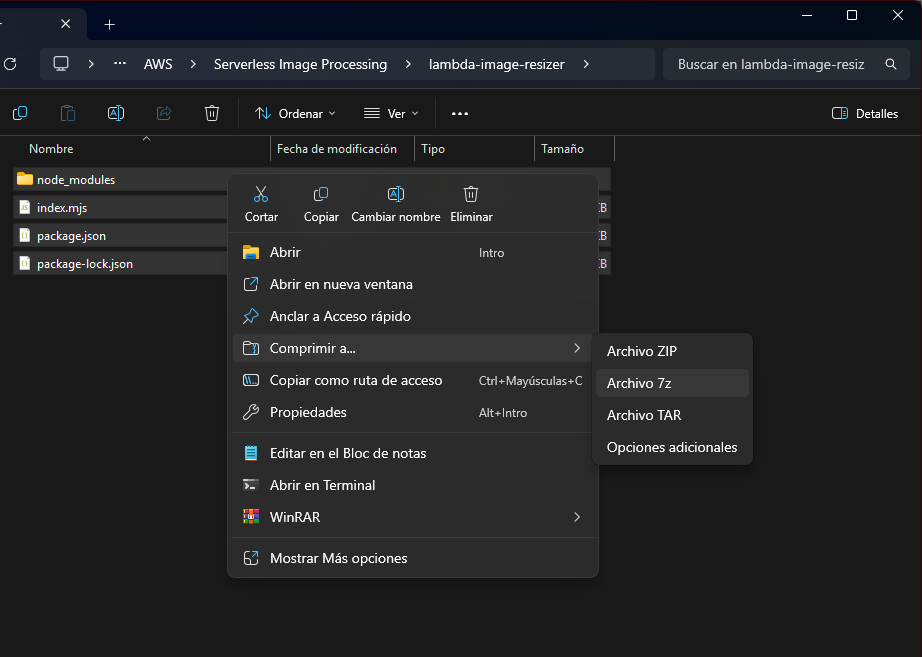 AWS > Serverless Image Processing > lambda-image-resizer >
Buscar en lambda-image-resiz
Ordenar
Ver
Detalles
Nombre
Fecha de modificación
Tipo
Tamaño
node_modules
index.mjs
KB
package.json
KB
package-lock.json
KB
Cortar
Copiar
Cambiar nombre
Eliminar
Abrir Intro
Abrir en nueva ventana
Anclar a Acceso rápido
Comprimir a...
Copiar como ruta de acceso Ctrl+Mayúsculas+C
Propiedades Alt+Intro
Editar en el Bloc de notas
Abrir en Terminal
WinRAR
Mostrar Más opciones
Archivo ZIP
Archivo 7z
Archivo TAR
Opciones adicionales